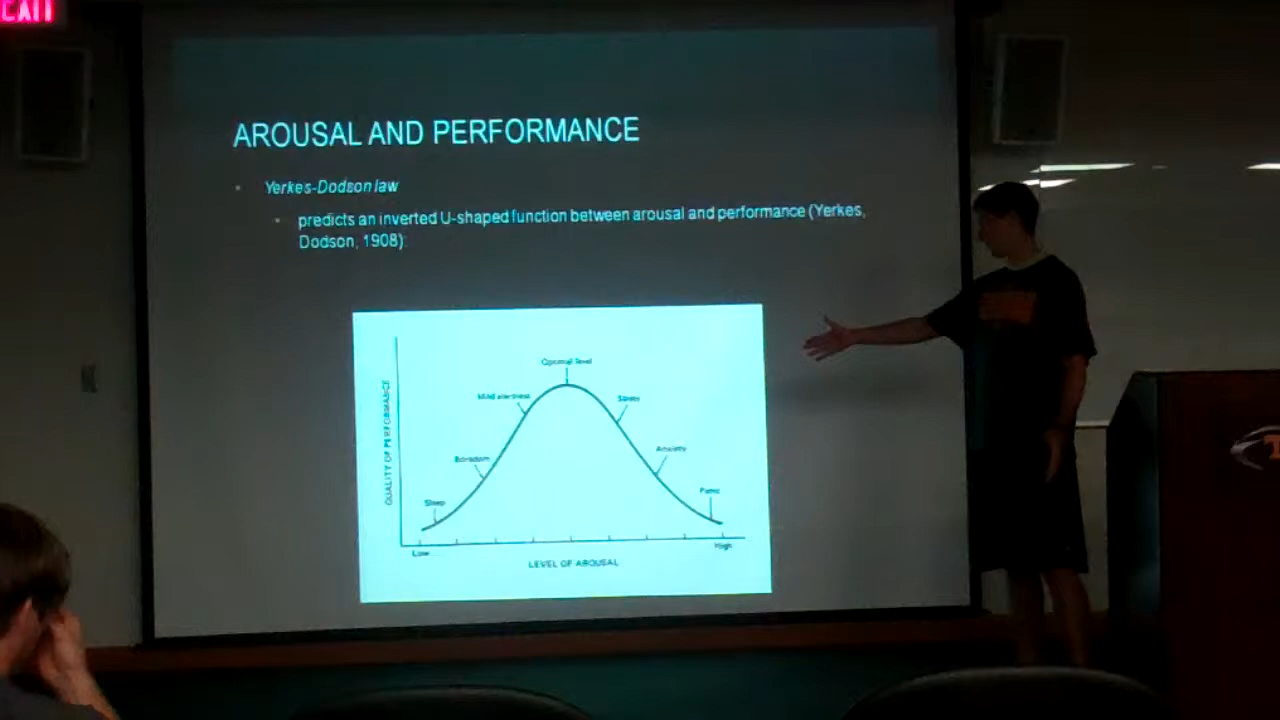 EXIT
AROUSAL AND PERFORMANCE
Yerkes-Dodson law
predicts an inverted U-shaped function between arousal and performance (Yerkes,
Dodson, 1908):
Optimal level
Mild alertness
Stress
QUALITY OF PERFORMANCE
Boredom
Anxiety
Sleep
Panic
Low
High
LEVEL OF AROUSAL
T